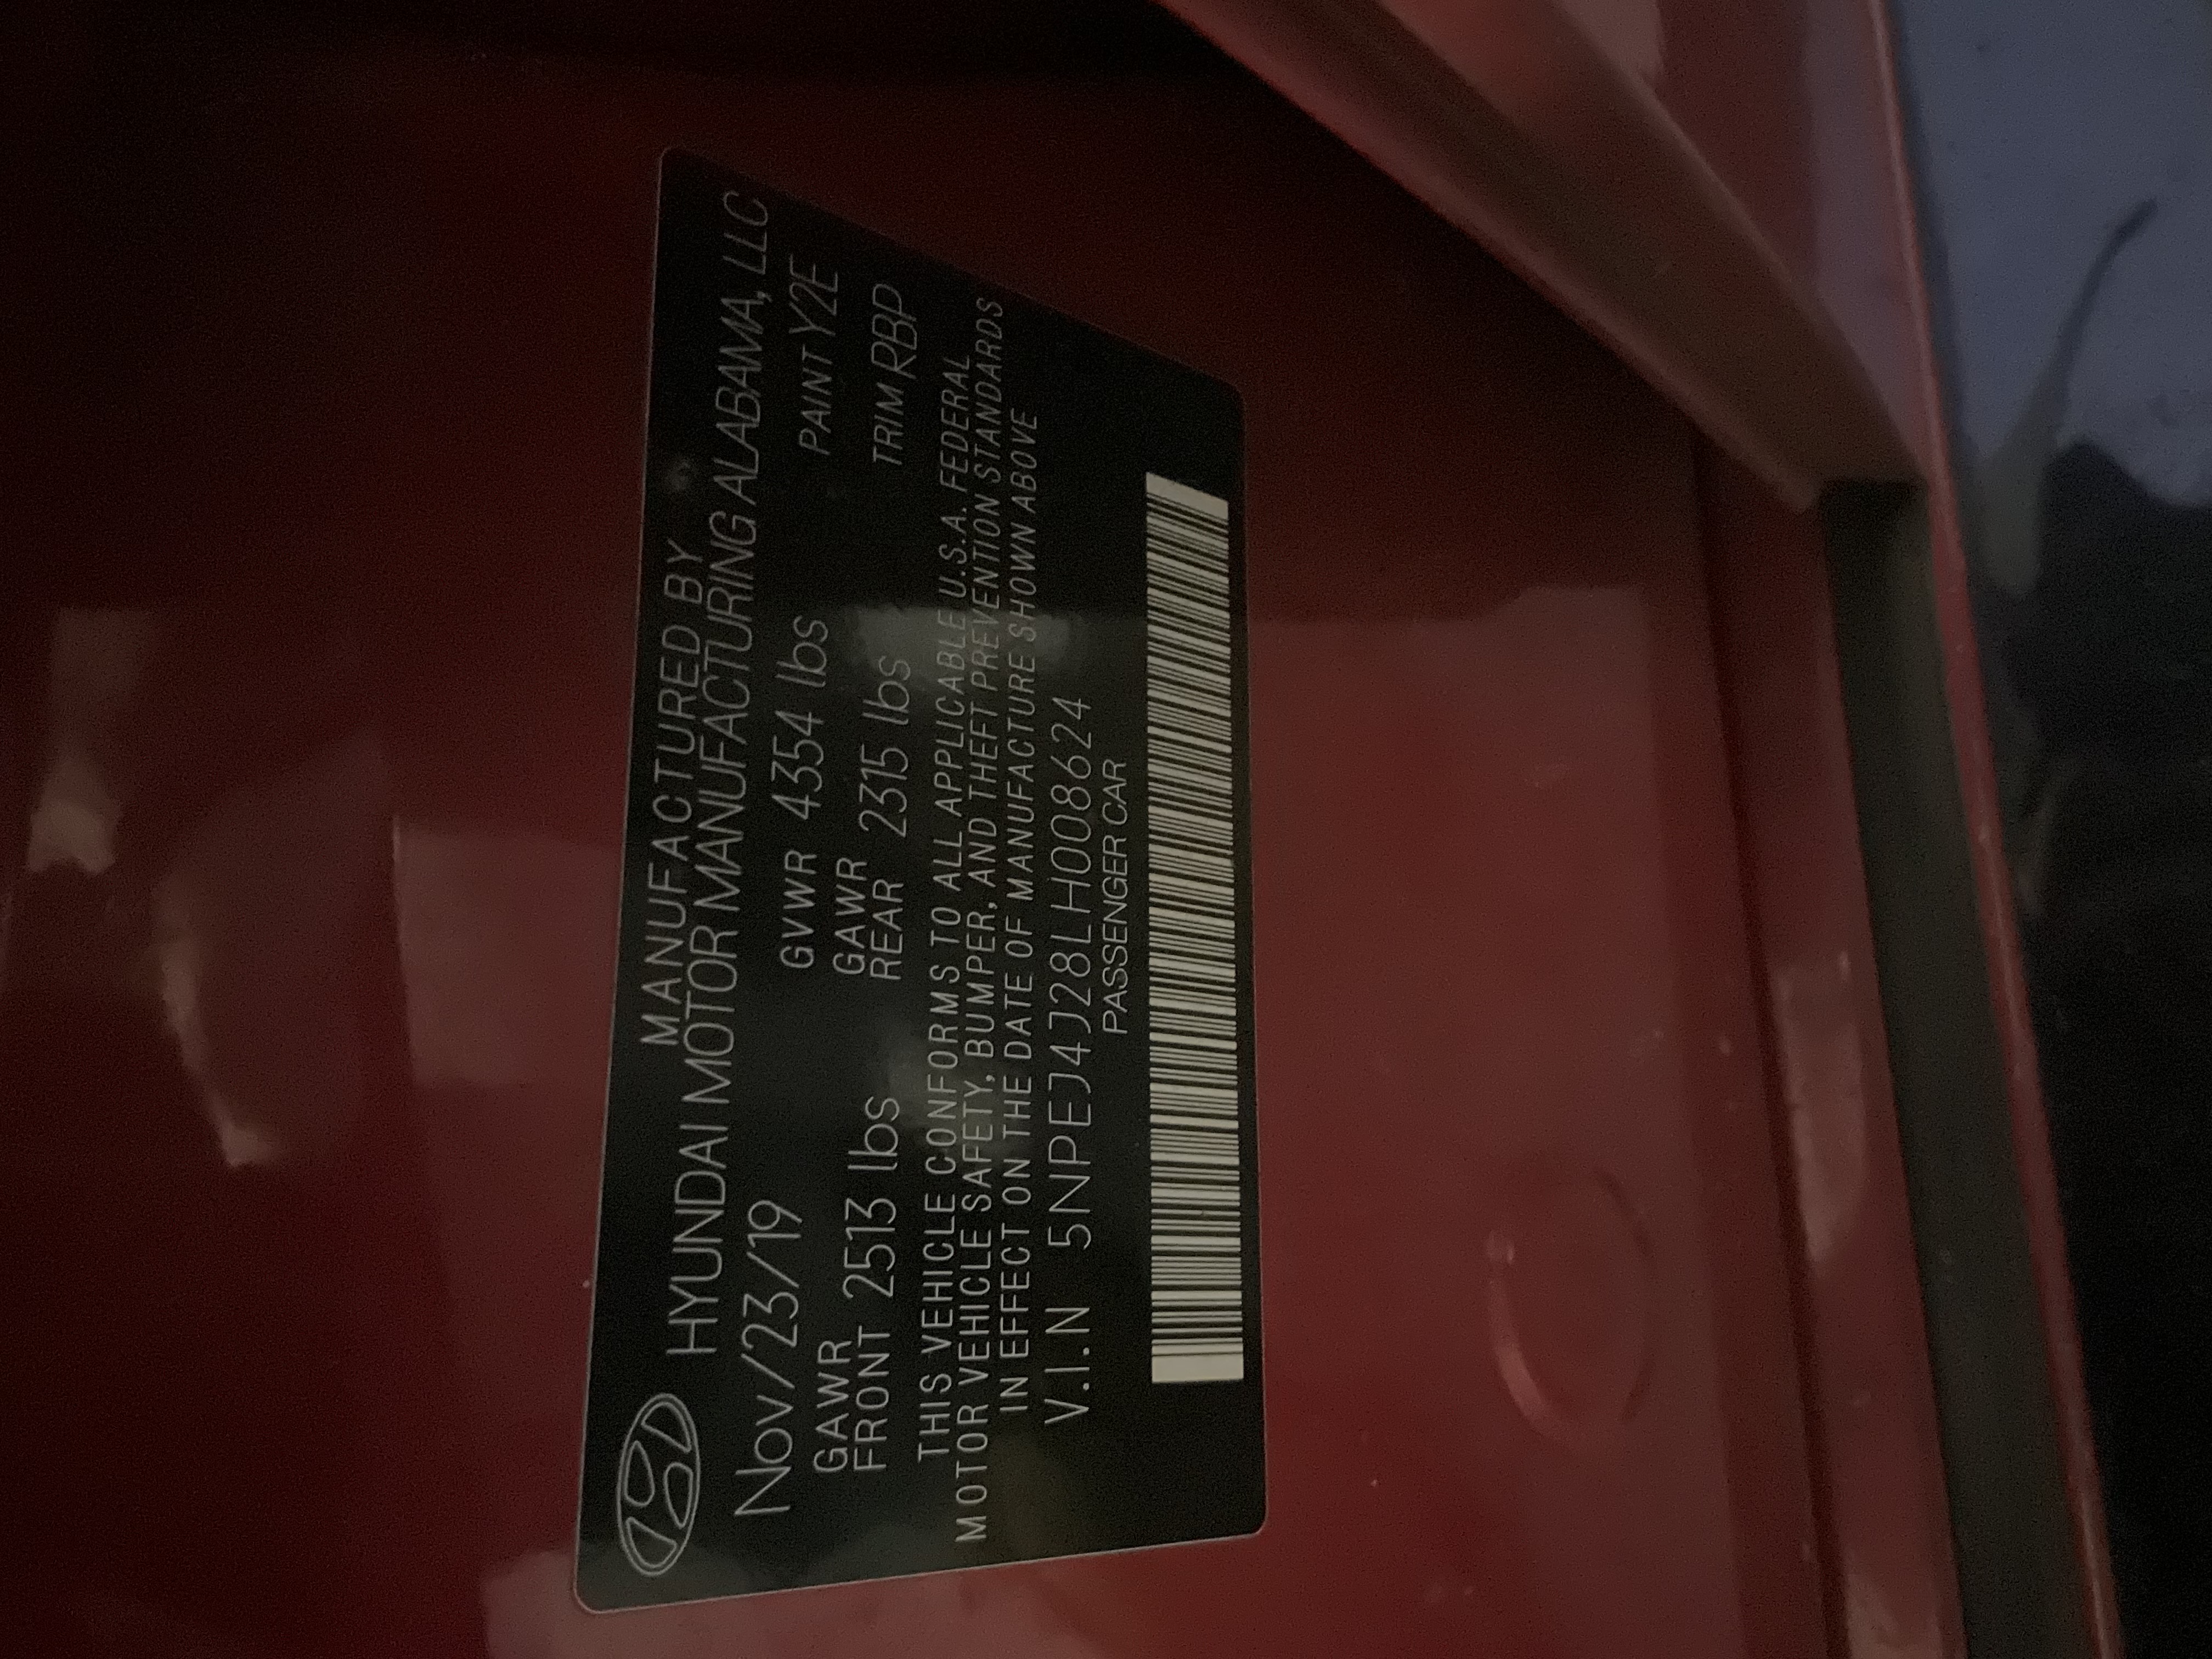 MANUFACTURED BY
HYUNDAI MOTOR MANUFACTURING ALABAMA, LLC
Nov/23/19 GVWR 4354 lbs PAINT Y2E
GAWR FRONT 2513 lbs GAWR REAR 2315 lbs TRIM RBP
THIS VEHICLE CONFORMS TO ALL APPLICABLE U.S.A. FEDERAL
MOTOR VEHICLE SAFETY, BUMPER, AND THEFT PREVENTION STANDARDS
IN EFFECT ON THE DATE OF MANUFACTURE SHOWN ABOVE
V.I.N 5NPEJ4J28LH008624
PASSENGER CAR